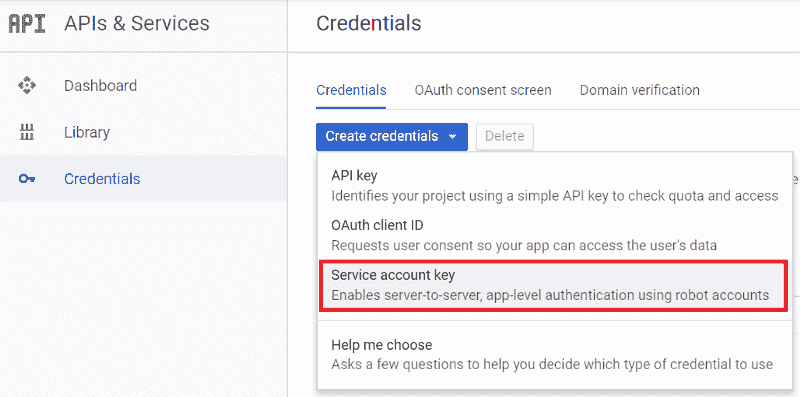 API APIs & Services
Credentials
Dashboard
Library
Credentials
Credentials OAuth consent screen Domain verification
Create credentials Delete
API key
Identifies your project using a simple API key to check quota and access
OAuth client ID
Requests user consent so your app can access the user's data
Service account key
Enables server-to-server, app-level authentication using robot accounts
Help me choose
Asks a few questions to help you decide which type of credential to use